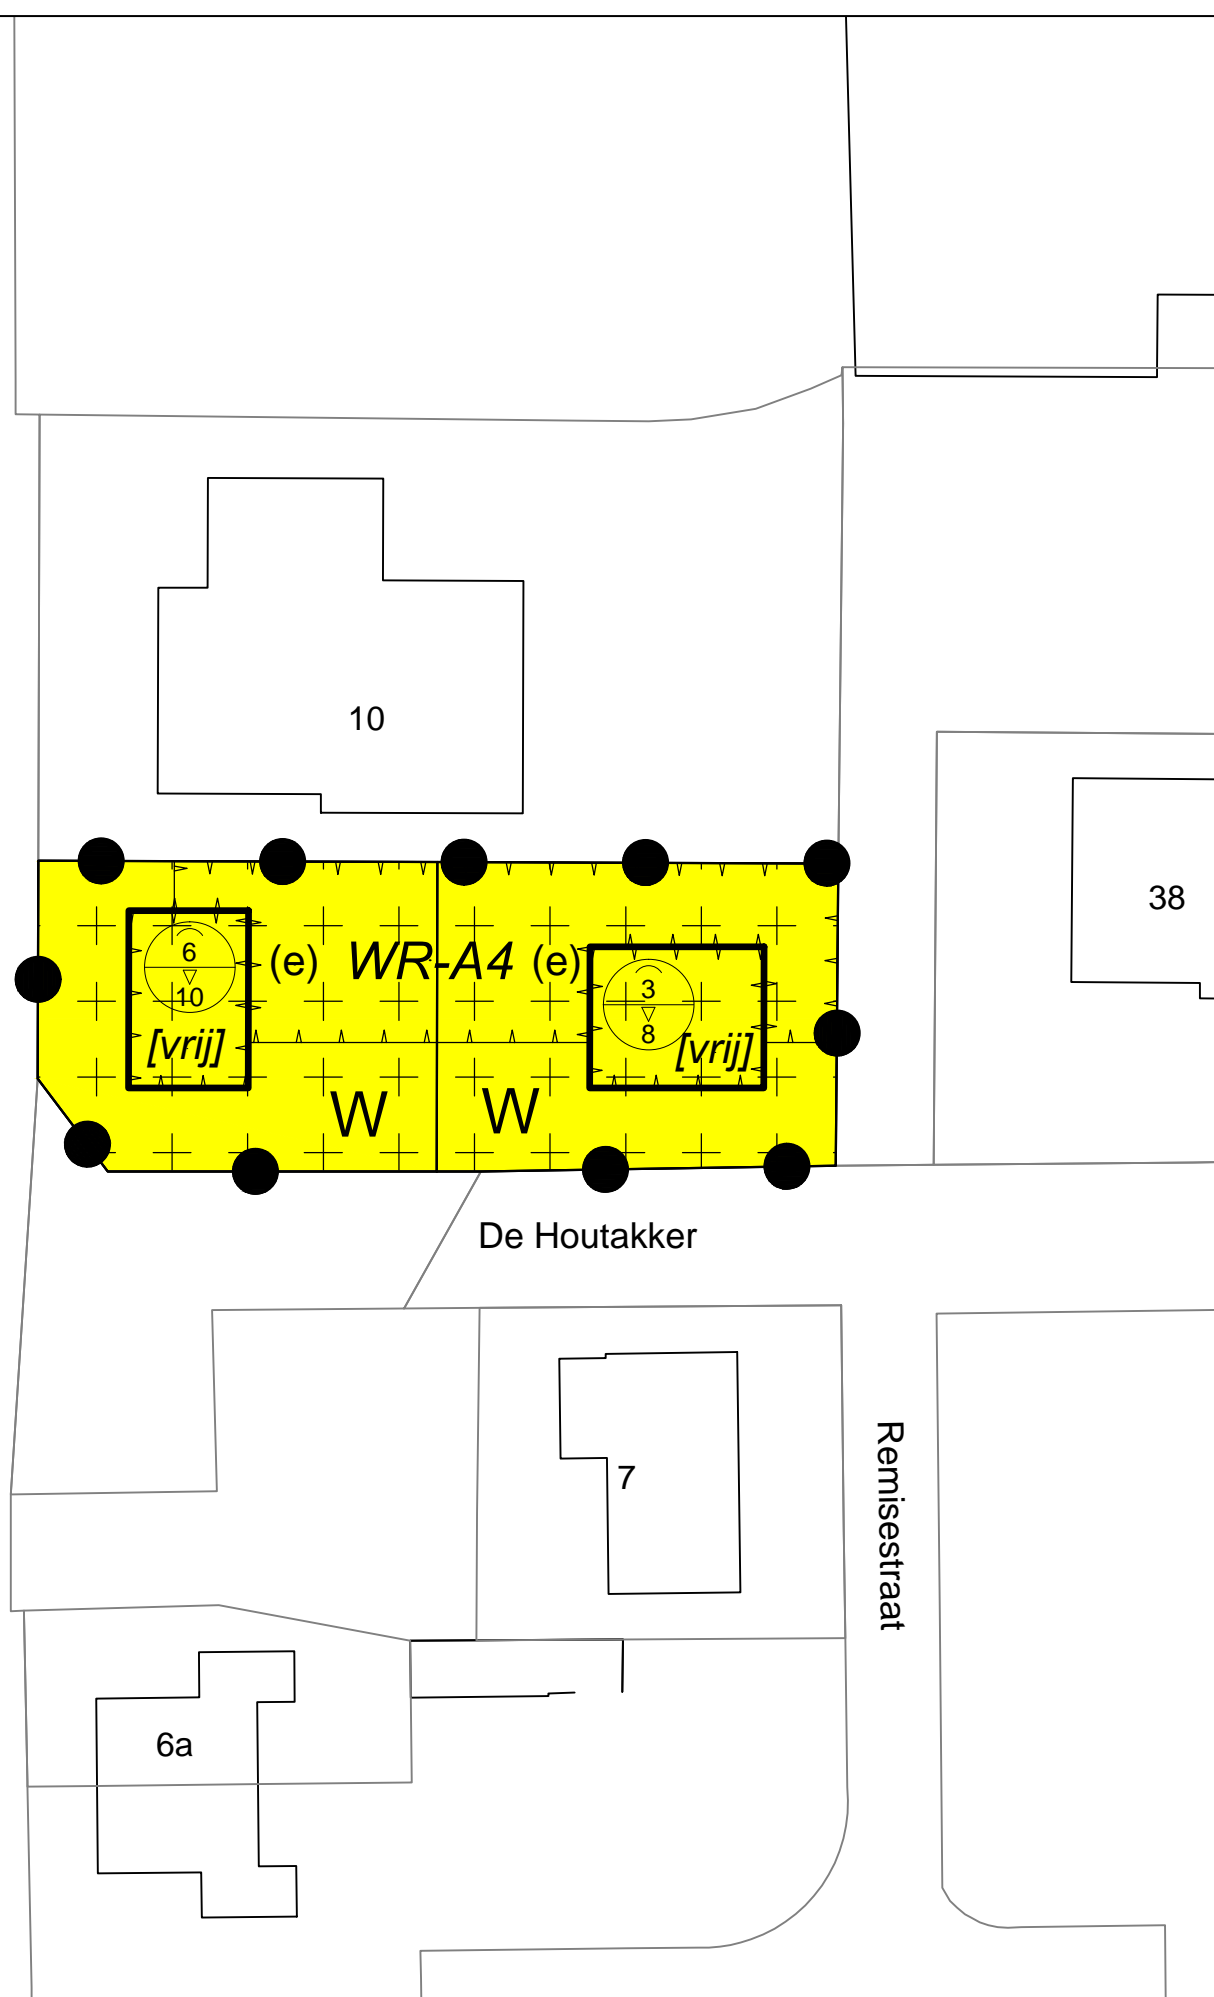 10
38
6
10
[vrij]
(e) WR-A4 (e)
3
8
[vrij]
W W
De Houtakker
7
Remisestraat
6a